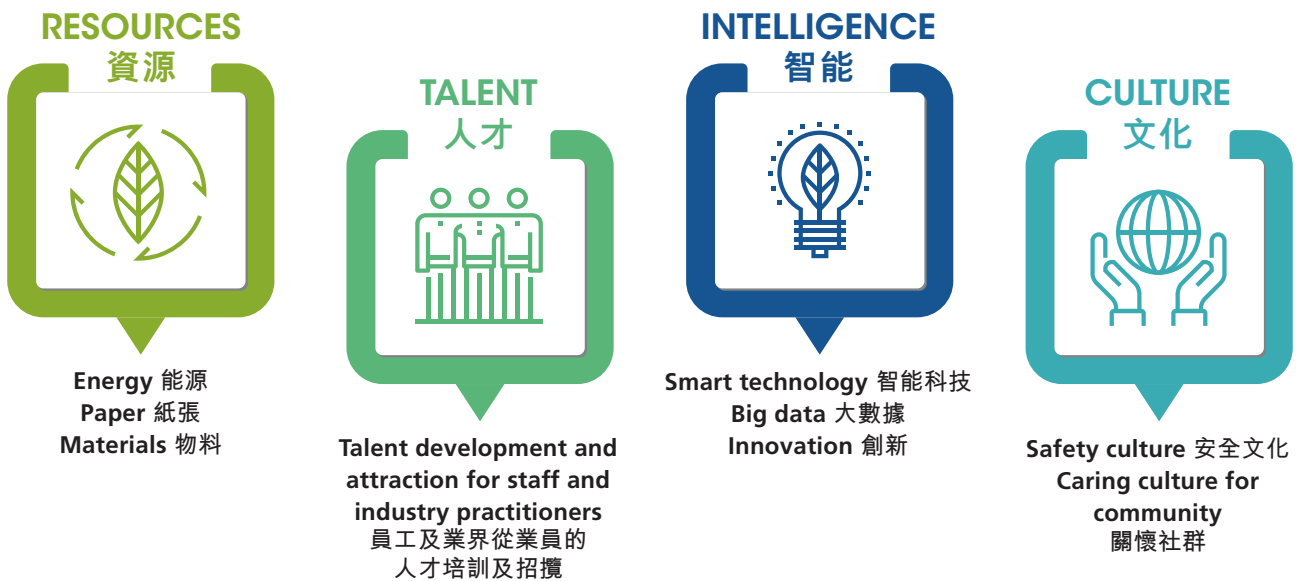 RESOURCES
資源
Energy 能源
Paper 紙張
Materials 物料
TALENT
人才
Talent development and
attraction for staff and
industry practitioners
員工及業界從業員的
人才培訓及招攬
INTELLIGENCE
智能
Smart technology 智能科技
Big data 大數據
Innovation 創新
CULTURE
文化
Safety culture 安全文化
Caring culture for
community
關懷社群